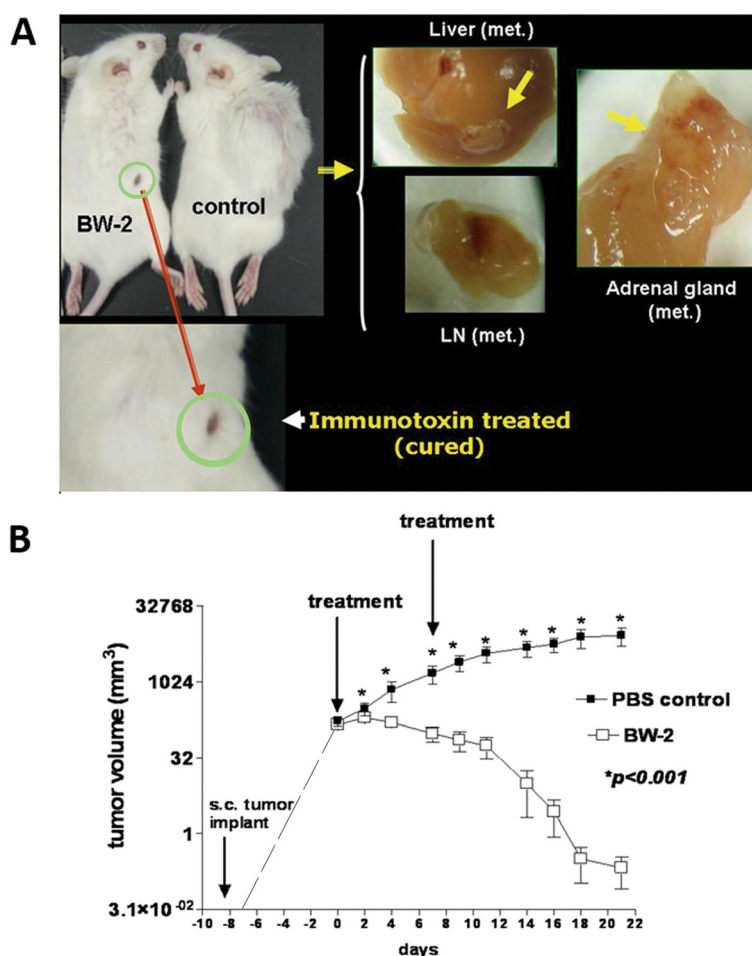 A
Liver (met.)
BW-2
control
LN (met.)
Adrenal gland
(met.)
Immunotoxin treated
(cured)
B
treatment
treatment
tumor volume (mm³)
32768
1024
32
1
3.1×10⁻⁰²
s.c. tumor
implant
* * * * * * * * * *
PBS control
BW-2
*p<0.001
-10 -8 -6 -4 -2 0 2 4 6 8 10 12 14 16 18 20 22
days